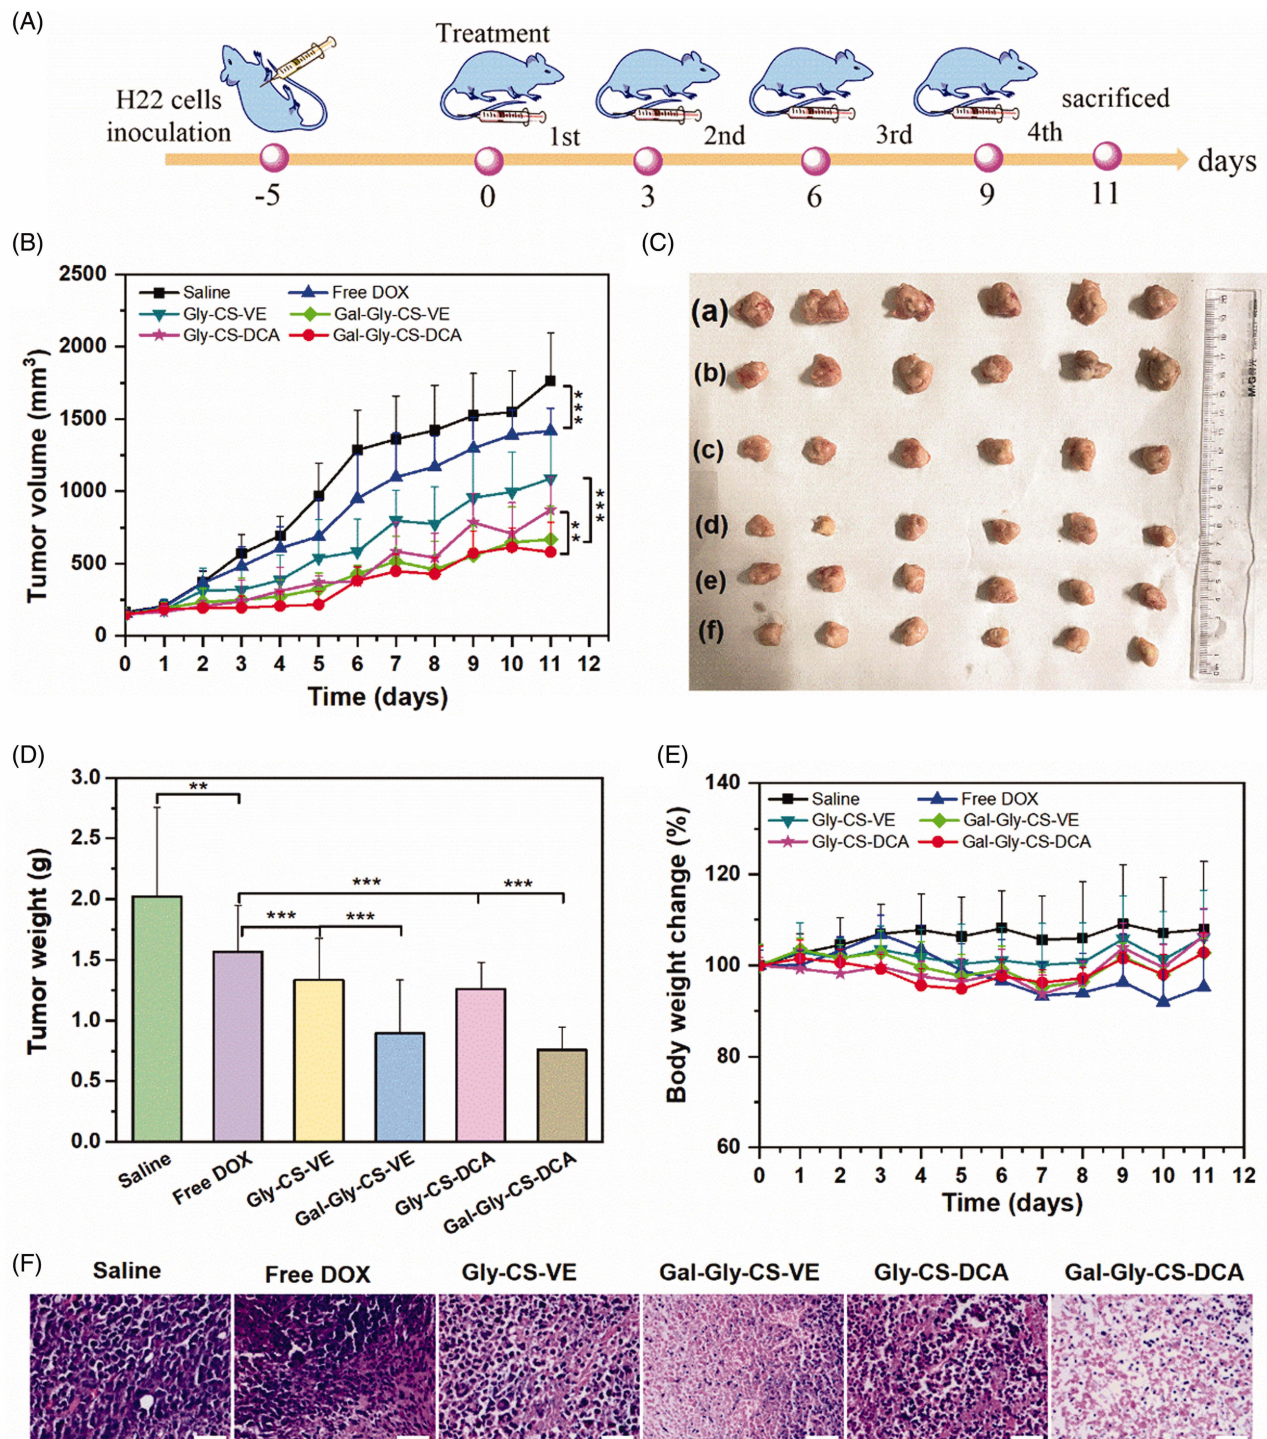 (A)
Treatment
H22 cells
inoculation
sacrificed
1st 2nd 3rd 4th
days
-5 0 3 6 9 11
(B)
2500
2000
1500
1000
500
0
Tumor volume (mm³)
Saline Free DOX
Gly-CS-VE Gal-Gly-CS-VE
Gly-CS-DCA Gal-Gly-CS-DCA
***
***
**
0 1 2 3 4 5 6 7 8 9 10 11 12
Time (days)
(C)
(a)
(b)
(c)
(d)
(e)
(f)
(D)
3.0
2.5
2.0
1.5
1.0
0.5
0.0
Tumor weight (g)
**
*** ***
*** ***
Saline Free DOX Gly-CS-VE Gal-Gly-CS-VE Gly-CS-DCA Gal-Gly-CS-DCA
(E)
140
120
100
80
60
Body weight change (%)
Saline Free DOX
Gly-CS-VE Gal-Gly-CS-VE
Gly-CS-DCA Gal-Gly-CS-DCA
0 1 2 3 4 5 6 7 8 9 10 11 12
Time (days)
(F)
Saline Free DOX Gly-CS-VE Gal-Gly-CS-VE Gly-CS-DCA Gal-Gly-CS-DCA